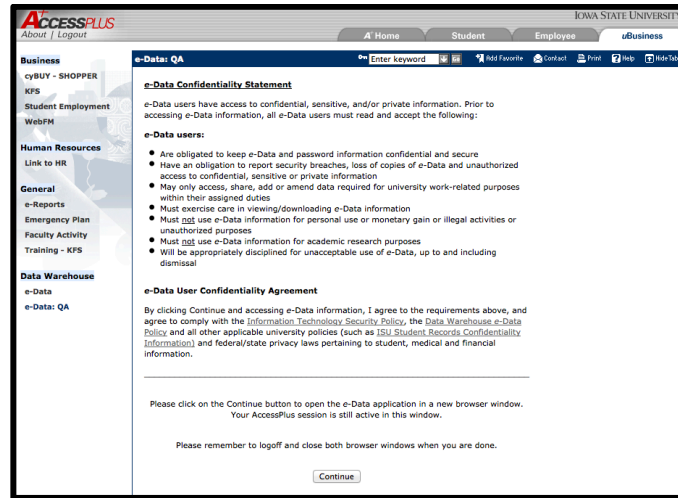 IOWA STATE UNIVERSITY
ACCESSPLUS
About | Logout
A+ Home
Student
Employee
uBusiness
e-Data: QA
Enter keyword
Go
Add Favorite
Contact
Print
Help
HideTab
Business
cyBUY - SHOPPER
KFS
Student Employment
WebFM
Human Resources
Link to HR
General
e-Reports
Emergency Plan
Faculty Activity
Training - KFS
Data Warehouse
e-Data
e-Data: QA
e-Data Confidentiality Statement
e-Data users have access to confidential, sensitive, and/or private information. Prior to
accessing e-Data information, all e-Data users must read and accept the following:
e-Data users:
• Are obligated to keep e-Data and password information confidential and secure
• Have an obligation to report security breaches, loss of copies of e-Data and unauthorized
access to confidential, sensitive or private information
• May only access, share, add or amend data required for university work-related purposes
within their assigned duties
• Must exercise care in viewing/downloading e-Data information
• Must not use e-Data information for personal use or monetary gain or illegal activities or
unauthorized purposes
• Must not use e-Data information for academic research purposes
• Will be appropriately disciplined for unacceptable use of e-Data, up to and including
dismissal
e-Data User Confidentiality Agreement
By clicking Continue and accessing e-Data information, I agree to the requirements above, and
agree to comply with the Information Technology Security Policy, the Data Warehouse e-Data
Policy and all other applicable university policies (such as ISU Student Records Confidentiality
Information) and federal/state privacy laws pertaining to student, medical and financial
information.
Please click on the Continue button to open the e-Data application in a new browser window.
Your AccessPlus session is still active in this window.
Please remember to logoff and close both browser windows when you are done.
Continue